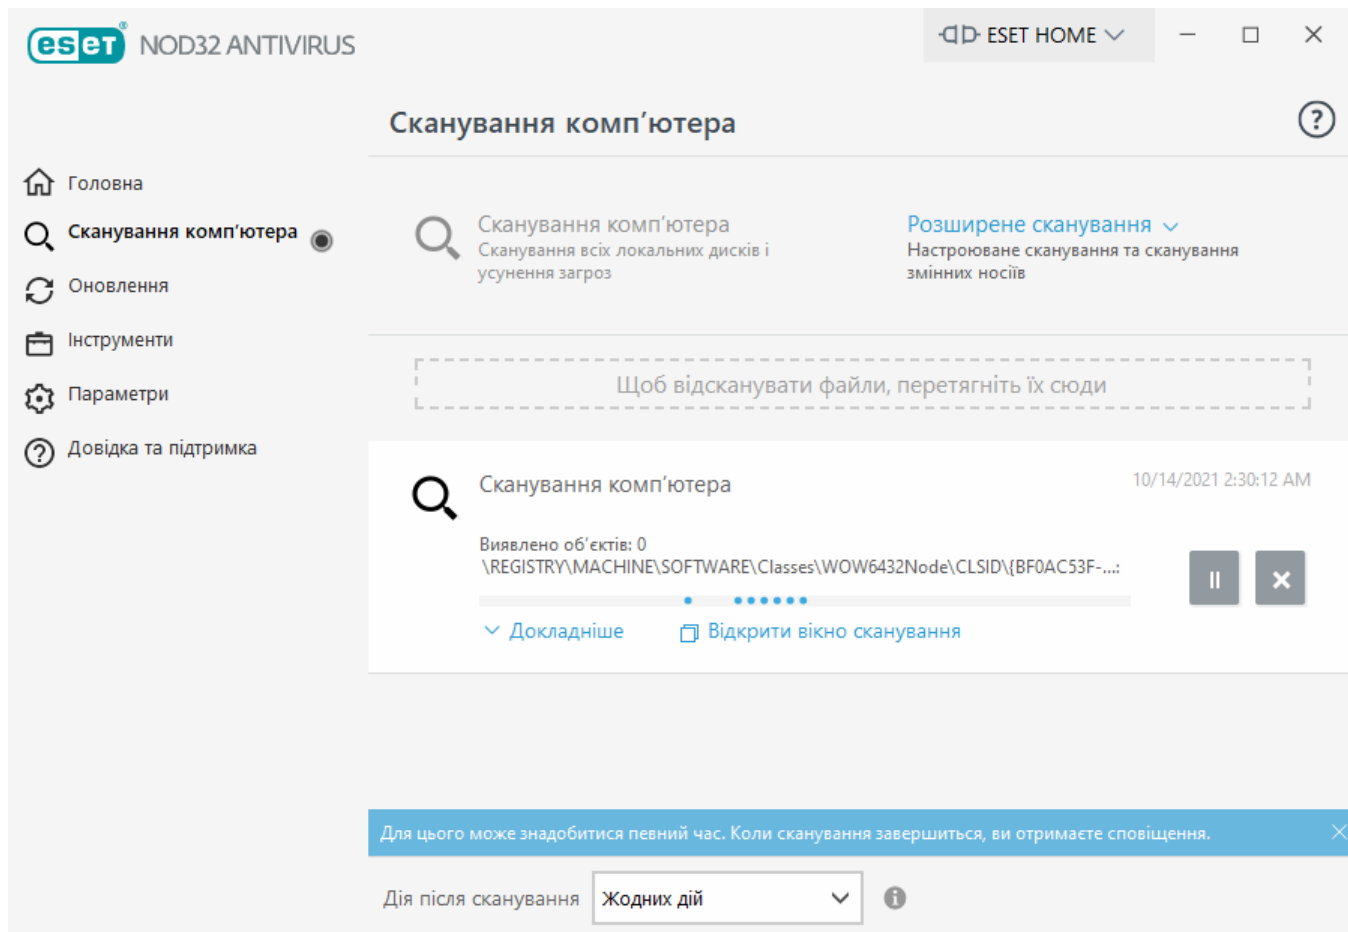 eset® NOD32 ANTIVIRUS
ESET HOME
Сканування комп’ютера
Головна
Сканування комп’ютера
Оновлення
Інструменти
Параметри
Довідка та підтримка
Сканування комп’ютера
Сканування всіх локальних дисків і
усунення загроз
Розширене сканування
Настроюване сканування та сканування
змінних носіїв
Щоб відсканувати файли, перетягніть їх сюди
Сканування комп’ютера
10/14/2021 2:30:12 AM
Виявлено об’єктів: 0
\REGISTRY\MACHINE\SOFTWARE\Classes\WOW6432Node\CLSID\{BF0AC53F-...:
Докладніше
Відкрити вікно сканування
Для цього може знадобитися певний час. Коли сканування завершиться, ви отримаєте сповіщення.
Дія після сканування
Жодних дій